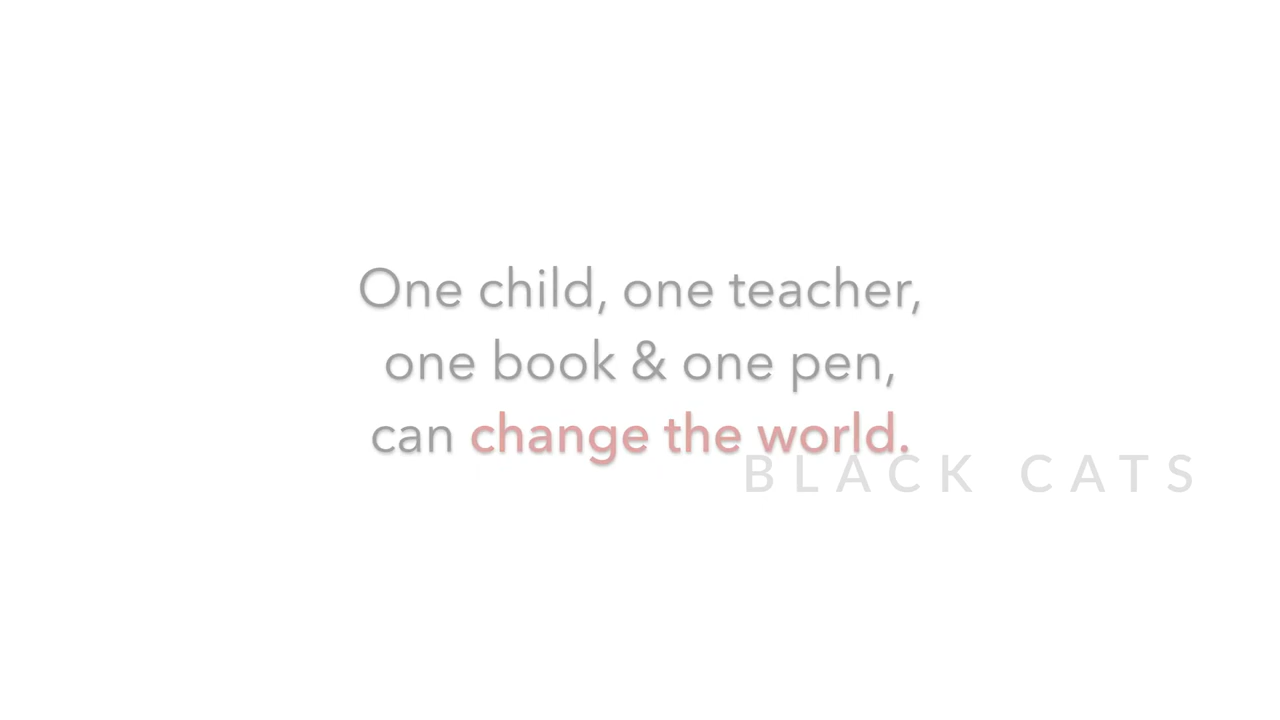 One child, one teacher,
one book & one pen,
can change the world.
BLACK CATS